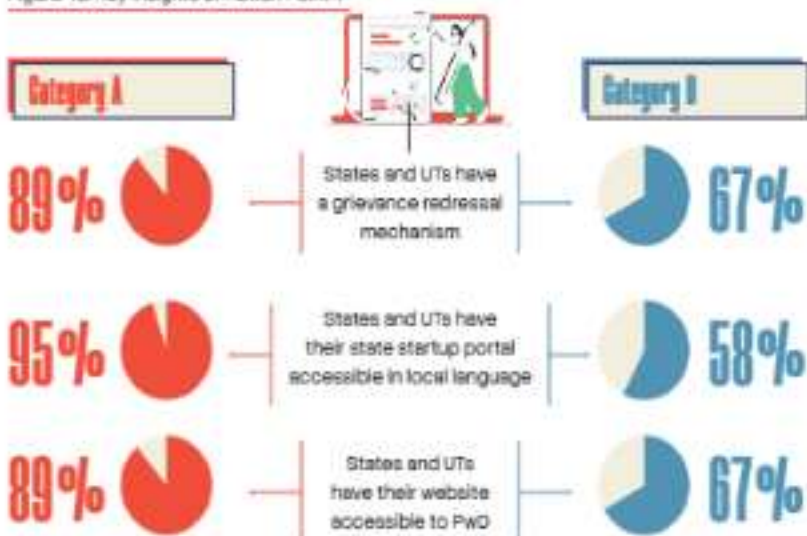 Category A
Category B
89%
States and UTs have
a grievance redressal
mechanism
67%
95%
States and UTs have
their state startup portal
accessible in local language
58%
89%
States and UTs
have their website
accessible to PwD
67%